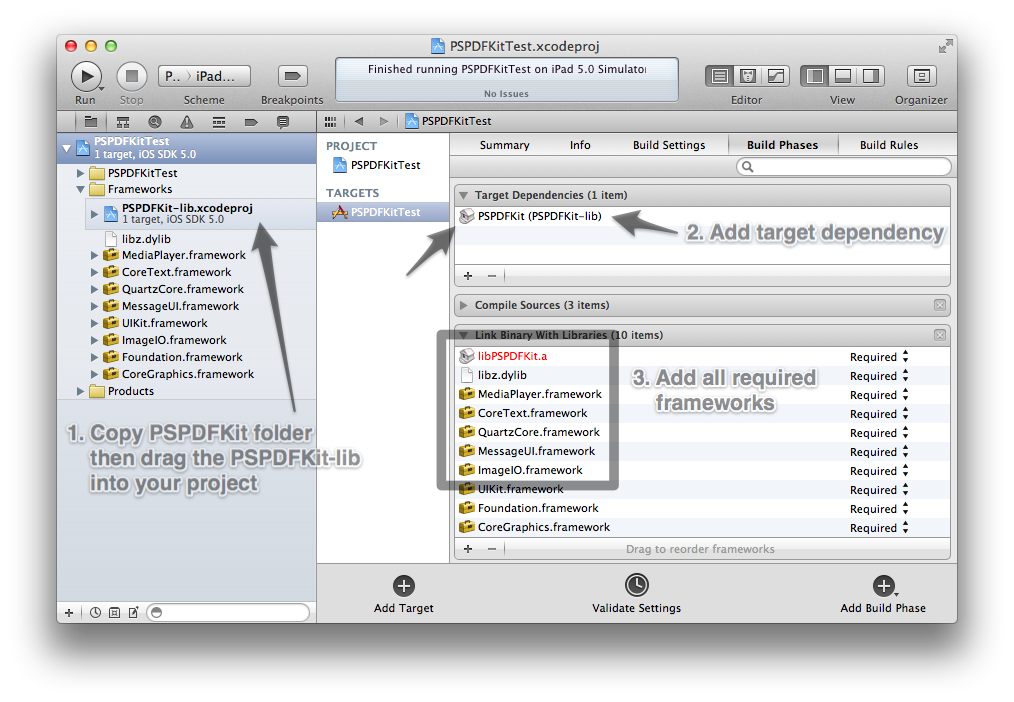 PSPDFKitTest.xcodeproj
Run
Stop
P.. 〉 iPad...
Scheme
Breakpoints
Finished running PSPDFKitTest on iPad 5.0 Simulator
No Issues
Editor
View
Organizer
PSPDFKitTest
1 target, iOS SDK 5.0
PSPDFKitTest
Frameworks
PSPDFKit-lib.xcodeproj
1 target, iOS SDK 5.0
libz.dylib
MediaPlayer.framework
CoreText.framework
QuartzCore.framework
MessageUI.framework
UIKit.framework
ImageIO.framework
Foundation.framework
CoreGraphics.framework
Products
1. Copy PSPDFKit folder
then drag the PSPDFKit-lib
into your project
PSPDFKitTest
PROJECT
PSPDFKitTest
TARGETS
PSPDFKitTest
Summary
Info
Build Settings
Build Phases
Build Rules
Target Dependencies (1 item)
PSPDFKit (PSPDFKit-lib)
2. Add target dependency
Compile Sources (3 items)
Link Binary With Libraries (10 items)
libPSPDFKit.a Required
libz.dylib Required
MediaPlayer.framework Required
CoreText.framework Required
QuartzCore.framework Required
MessageUI.framework Required
ImageIO.framework Required
UIKit.framework Required
Foundation.framework Required
CoreGraphics.framework Required
3. Add all required
frameworks
Drag to reorder frameworks
Add Target
Validate Settings
Add Build Phase